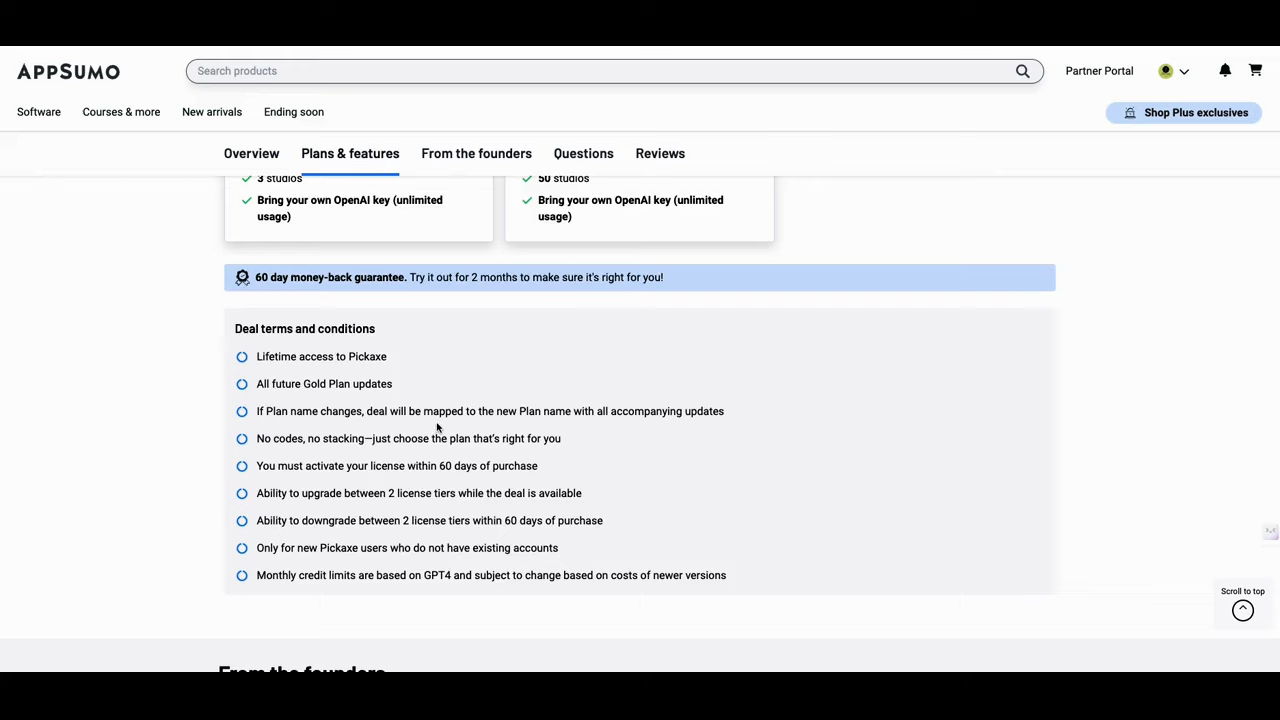 APPSUMO
Search products
Partner Portal
Software
Courses & more
New arrivals
Ending soon
Shop Plus exclusives
Overview
Plans & features
From the founders
Questions
Reviews
3 studios
Bring your own OpenAI key (unlimited
usage)
50 studios
Bring your own OpenAI key (unlimited
usage)
60 day money-back guarantee. Try it out for 2 months to make sure it's right for you!
Deal terms and conditions
Lifetime access to Pickaxe
All future Gold Plan updates
If Plan name changes, deal will be mapped to the new Plan name with all accompanying updates
No codes, no stacking—just choose the plan that's right for you
You must activate your license within 60 days of purchase
Ability to upgrade between 2 license tiers while the deal is available
Ability to downgrade between 2 license tiers within 60 days of purchase
Only for new Pickaxe users who do not have existing accounts
Monthly credit limits are based on GPT4 and subject to change based on costs of newer versions
Scroll to top
From the founders